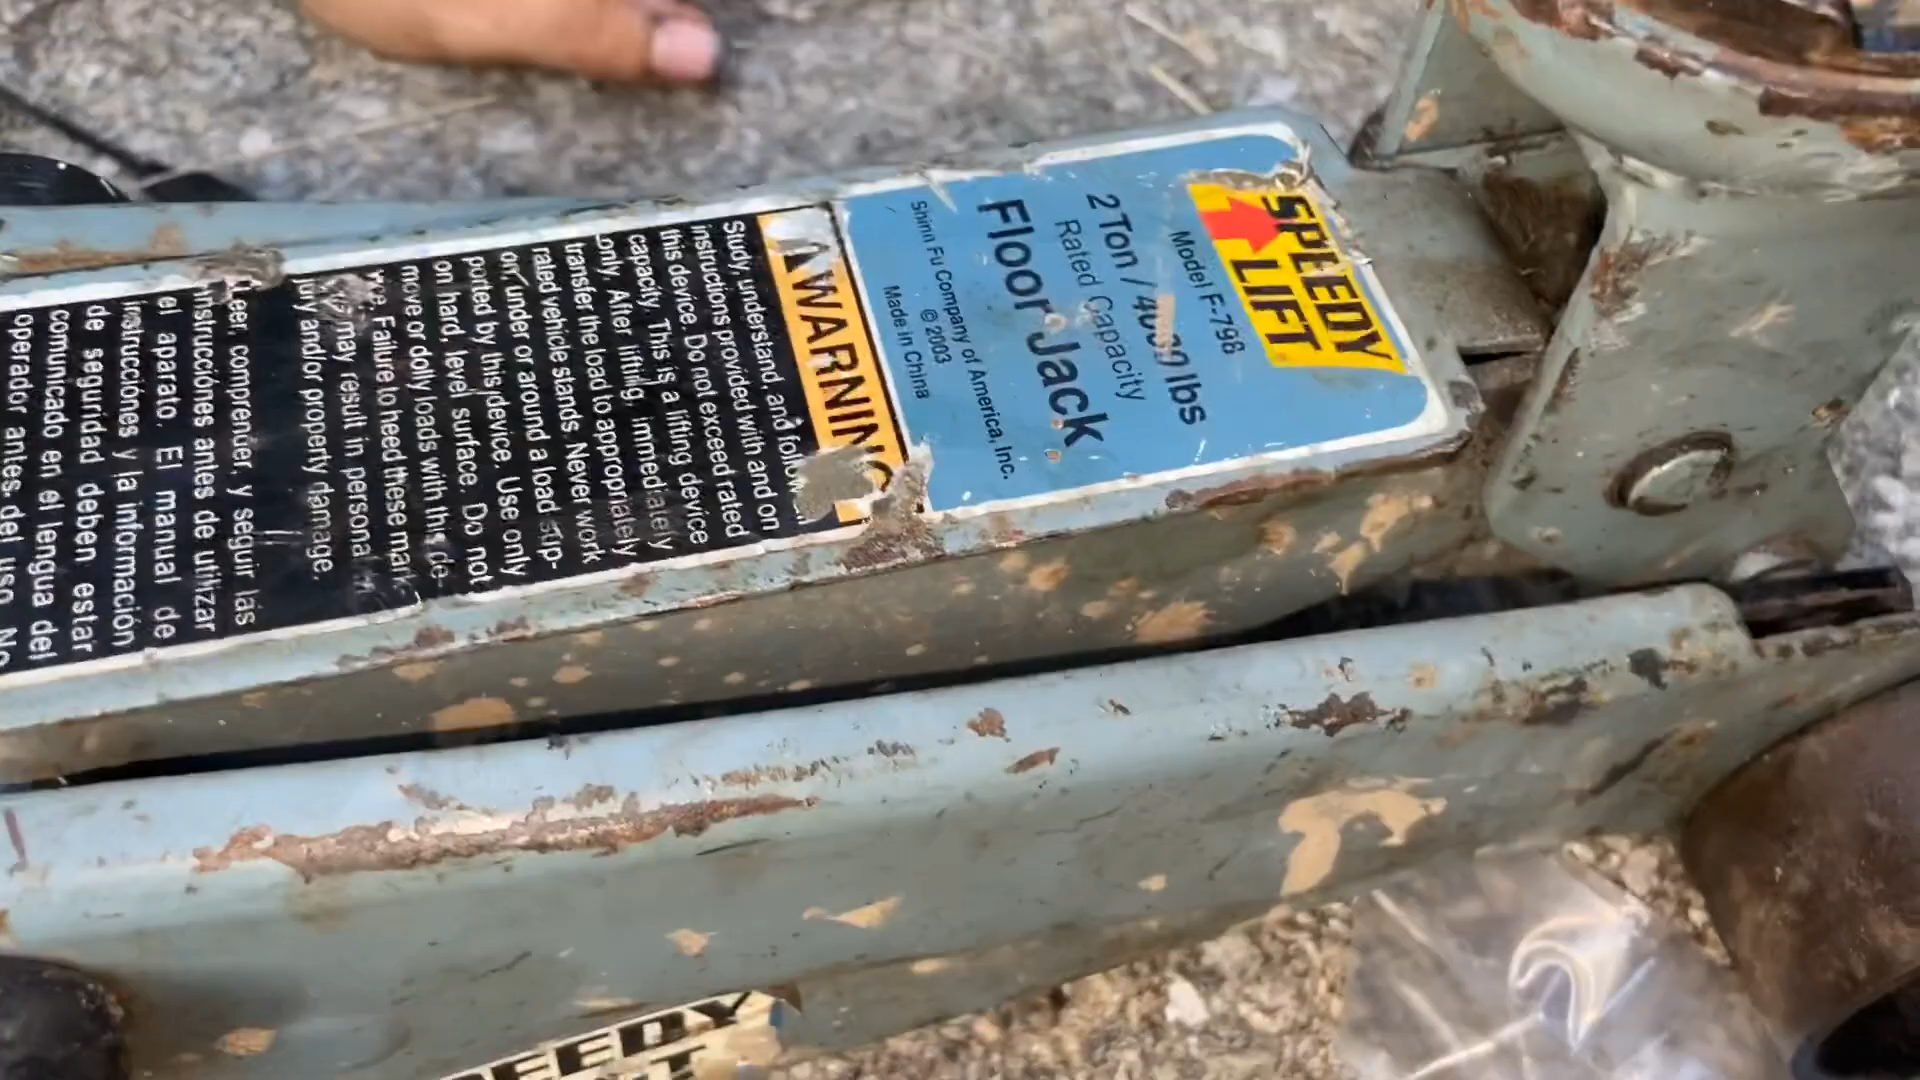 SPEEDY
LIFT
Model F-798
2 Ton / 4000 lbs
Rated Capacity
Floor Jack
Shinn Fu Company of America, Inc.
© 2003
Made in China
WARNING
Study, understand, and follow all
instructions provided with and on
this device. Do not exceed rated
capacity. This is a lifting device
only. After lifting, immediately
transfer the load to appropriately
rated vehicle stands. Never work
on, under or around a load sup-
ported by this device. Use only
on hard, level surface. Do not
move or dolly loads with this de-
vice. Failure to heed these mark-
may result in personal
jury and/or property damage.
Leer, comprender, y seguir las
instrucciónes antes de utilizar
el aparato. El manual de
instrucciónes y la información
de seguridad deben estar
comunicado en el lengua del
operador antes del uso. No
EEDY